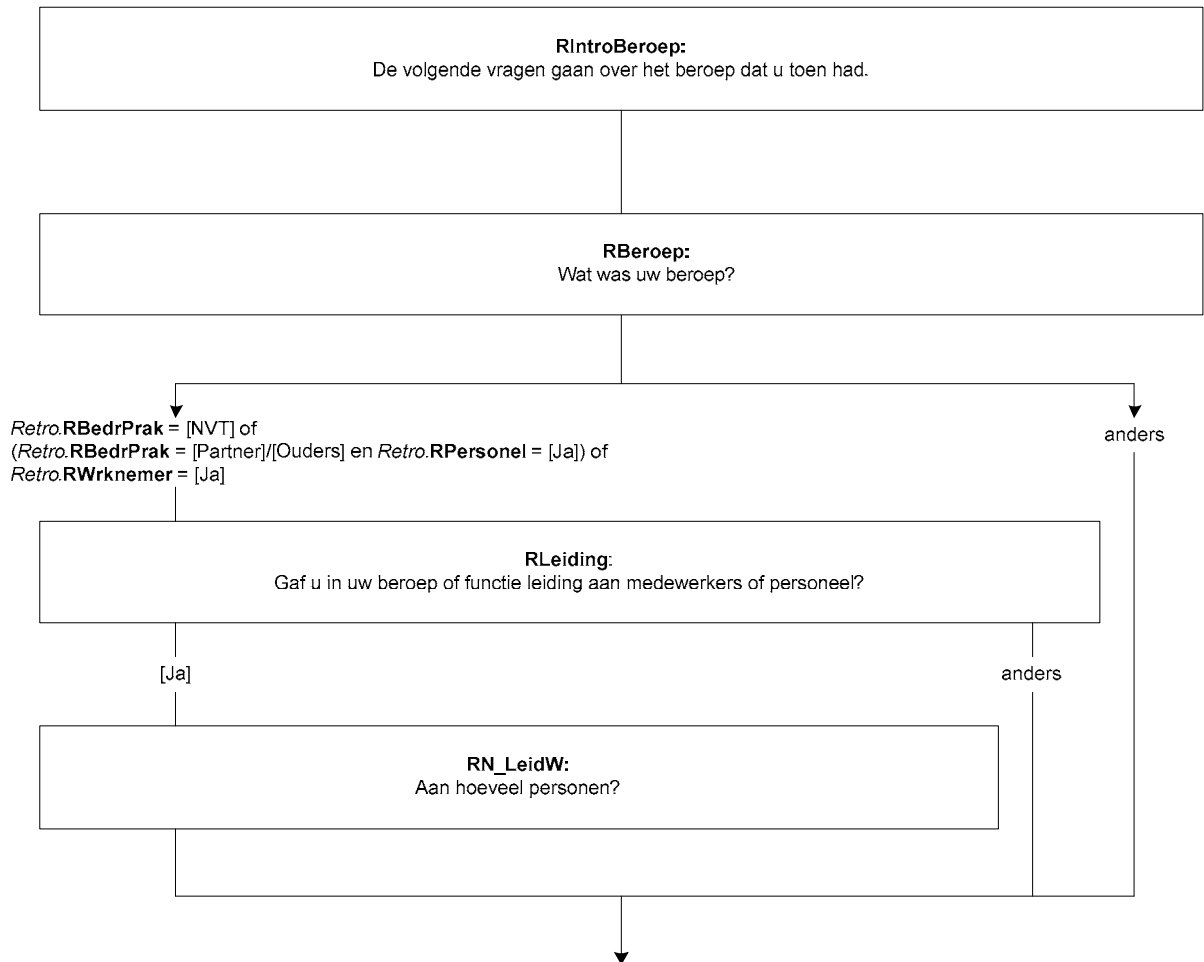 RIntroBeroep:
De volgende vragen gaan over het beroep dat u toen had.
RBeroep:
Wat was uw beroep?
Retro.RBedrPrak = [NVT] of
(Retro.RBedrPrak = [Partner]/[Ouders] en Retro.RPersonel = [Ja]) of
Retro.RWrknemer = [Ja]
anders
RLeiding:
Gaf u in uw beroep of functie leiding aan medewerkers of personeel?
[Ja]
anders
RN_LeidW:
Aan hoeveel personen?